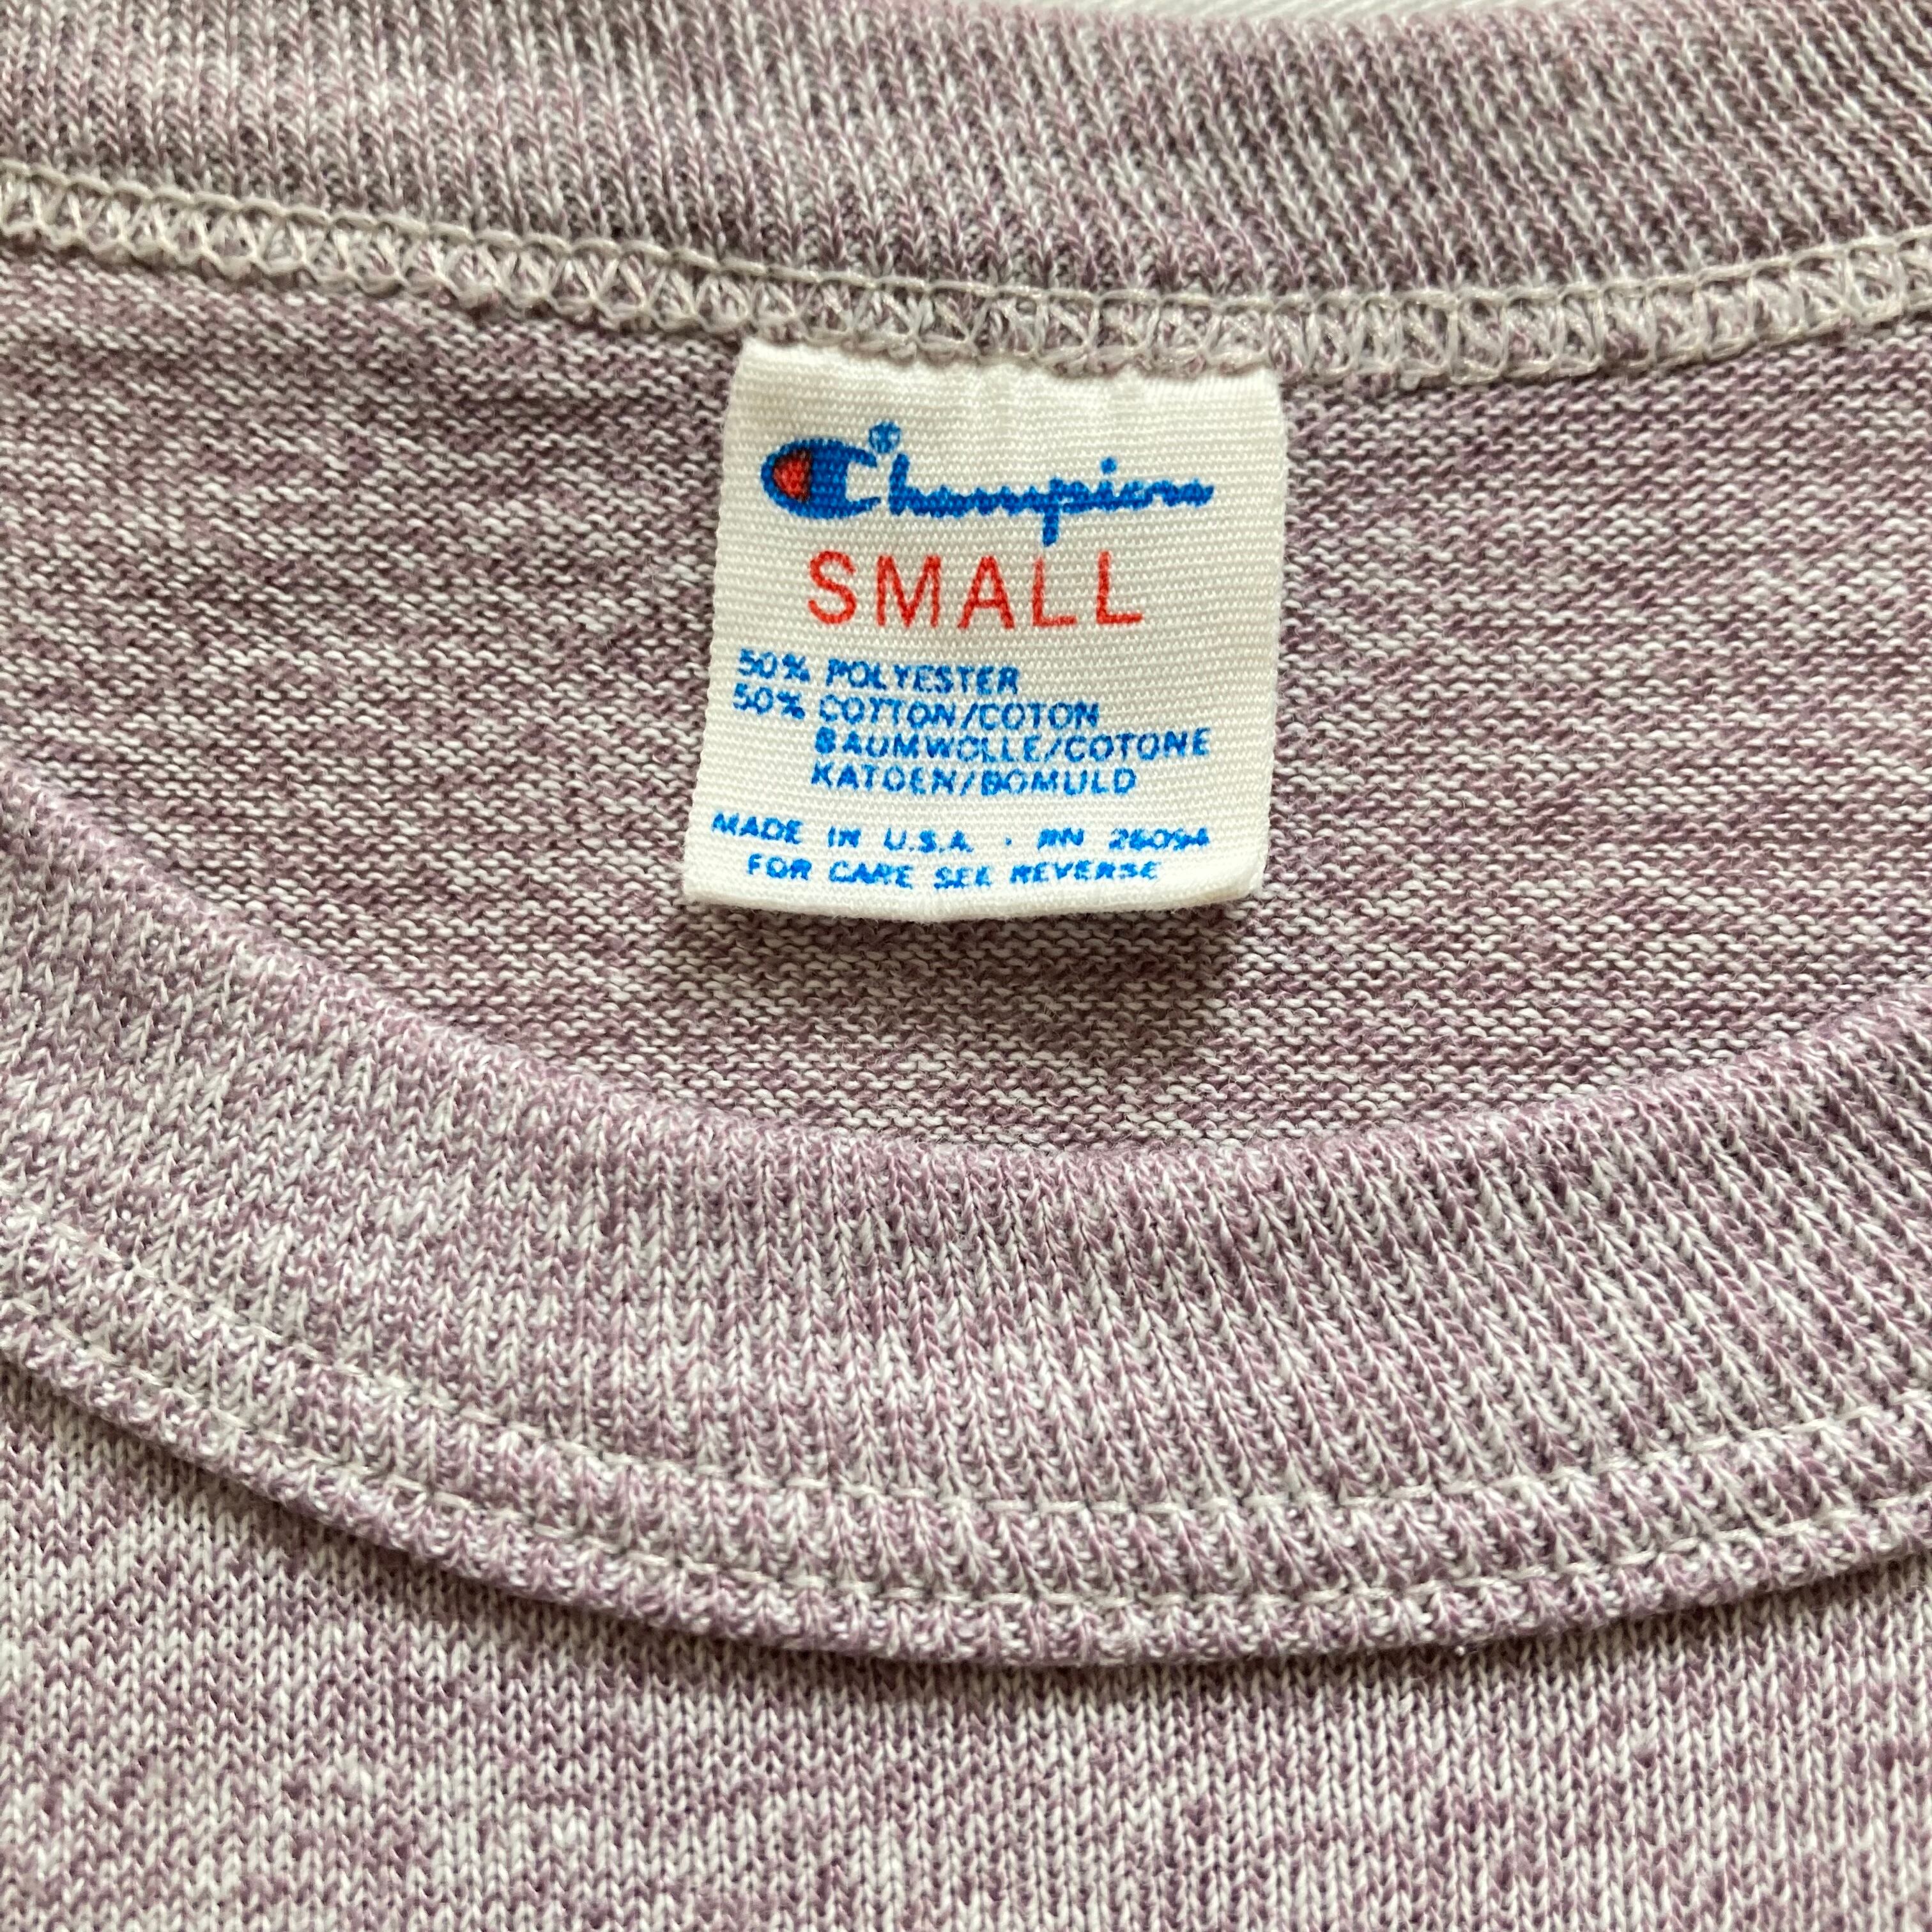 Champion
SMALL
50% POLYESTER
50% COTTON/COTON
BAUMWOLLE/COTONE
KATOEN/BOMULD
MADE IN U.S.A. · RN 26094
FOR CARE SEE REVERSE